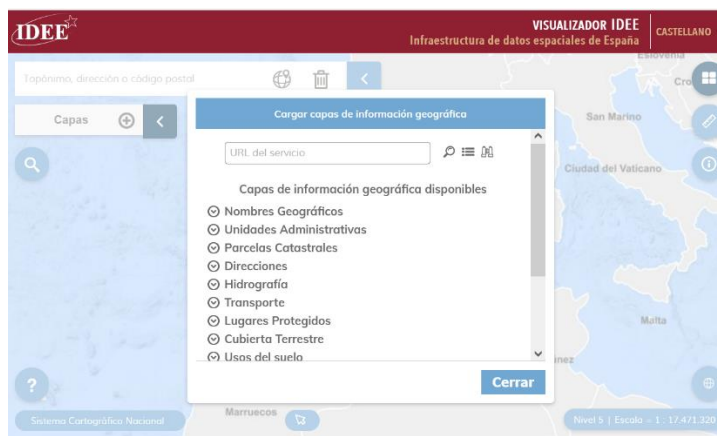 IDEE
VISUALIZADOR IDEE
Infraestructura de datos espaciales de España
CASTELLANO
Topónimo, dirección o código postal
Capas
Cargar capas de información geográfica
URL del servicio
Capas de información geográfica disponibles
Nombres Geográficos
Unidades Administrativas
Parcelas Catastrales
Direcciones
Hidrografía
Transporte
Lugares Protegidos
Cubierta Terrestre
Usos del suelo
Cerrar
Eslovenia
Cro
San Marino
Ciudad del Vaticano
Malta
únez
Marruecos
?
Sistema Cartográfico Nacional
Nivel 5 | Escala = 1 : 17.471.320